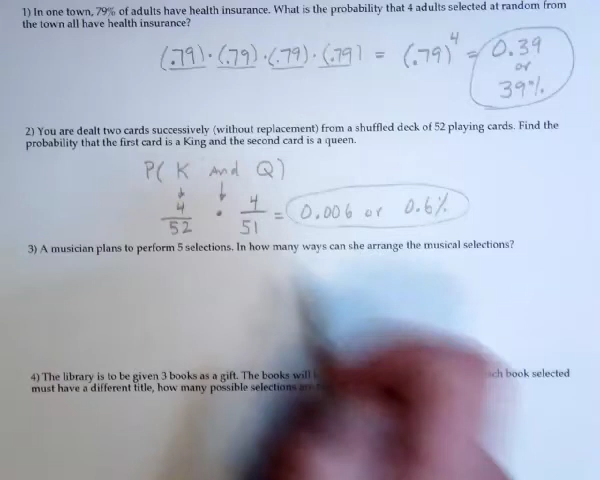 1) In one town, 79% of adults have health insurance. What is the probability that 4 adults selected at random from
the town all have health insurance?
(.79) · (.79) · (.79) · (.79) = (.79)^4 = 0.39
or
39%
2) You are dealt two cards successively (without replacement) from a shuffled deck of 52 playing cards. Find the
probability that the first card is a King and the second card is a queen.
P( K and Q)
4/52 · 4/51 = 0.006 or 0.6%
3) A musician plans to perform 5 selections. In how many ways can she arrange the musical selections?
4) The library is to be given 3 books as a gift. The books will book selected
must have a different title, how many possible selections